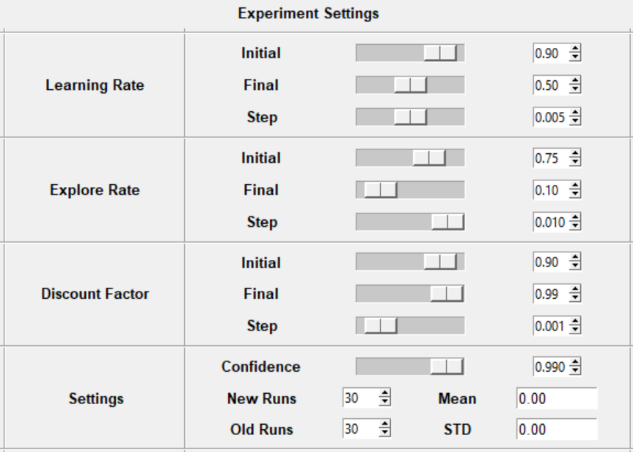 Experiment Settings
Initial 0.90
Learning Rate Final 0.50
Step 0.005
Initial 0.75
Explore Rate Final 0.10
Step 0.010
Initial 0.90
Discount Factor Final 0.99
Step 0.001
Confidence 0.990
Settings New Runs 30 Mean 0.00
Old Runs 30 STD 0.00